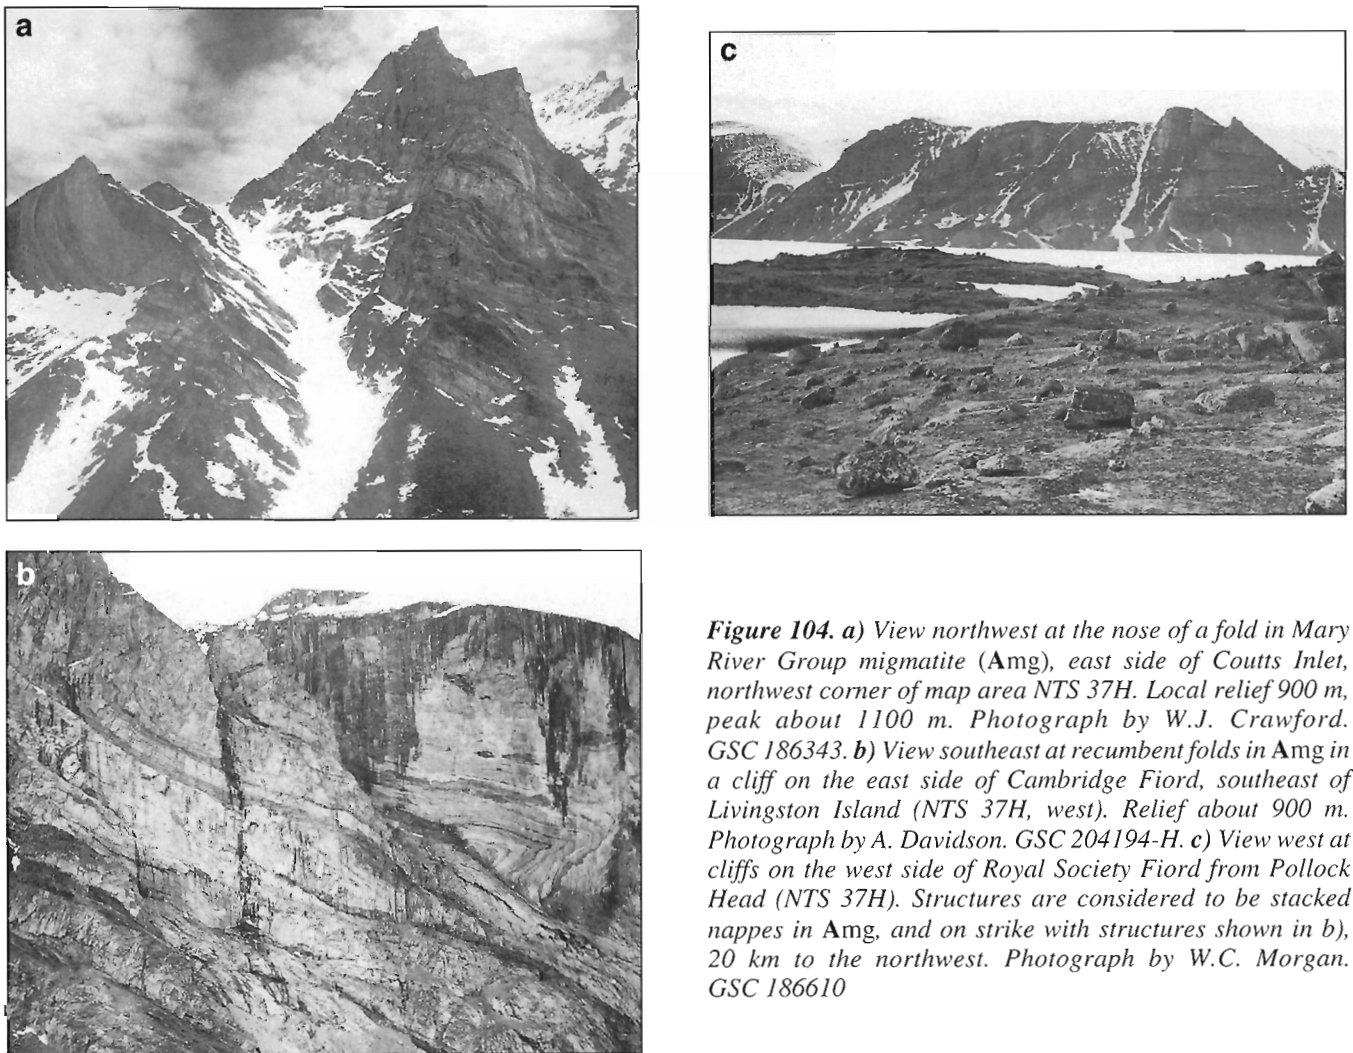 a
c
b
Figure 104. a) View northwest at the nose of a fold in Mary
River Group migmatite (Amg), east side of Coutts Inlet,
northwest corner of map area NTS 37H. Local relief 900 m,
peak about 1100 m. Photograph by W.J. Crawford.
GSC 186343. b) View southeast at recumbent folds in Amg in
a cliff on the east side of Cambridge Fiord, southeast of
Livingston Island (NTS 37H, west). Relief about 900 m.
Photograph by A. Davidson. GSC 204194-H. c) View west at
cliffs on the west side of Royal Society Fiord from Pollock
Head (NTS 37H). Structures are considered to be stacked
nappes in Amg, and on strike with structures shown in b),
20 km to the northwest. Photograph by W.C. Morgan.
GSC 186610